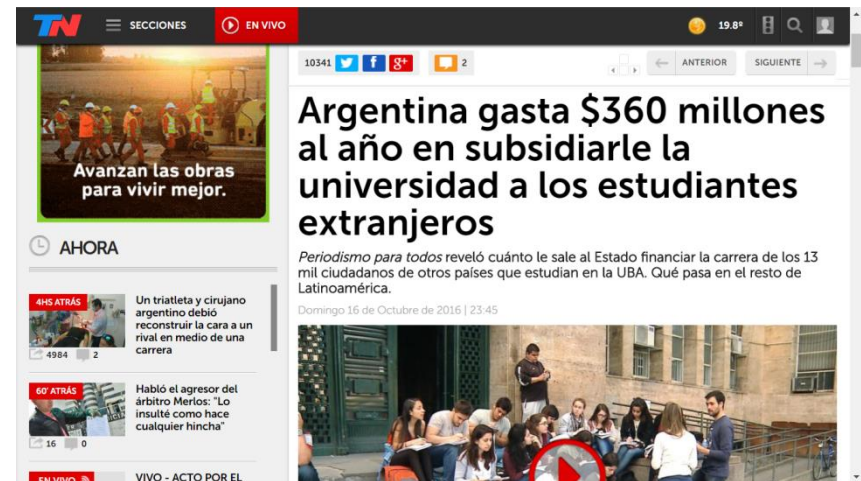 TN
SECCIONES
EN VIVO
19.8º
10341
g+
2
ANTERIOR
SIGUIENTE
Avanzan las obras
para vivir mejor.
AHORA
4HS ATRÁS
Un triatleta y cirujano
argentino debió
reconstruir la cara a un
rival en medio de una
carrera
4984
2
60' ATRÁS
Habló el agresor del
árbitro Merlos: "Lo
insulté como hace
cualquier hincha"
16
0
EN VIVO
VIVO - ACTO POR EL
Argentina gasta $360 millones
al año en subsidiarle la
universidad a los estudiantes
extranjeros
Periodismo para todos reveló cuánto le sale al Estado financiar la carrera de los 13
mil ciudadanos de otros países que estudian en la UBA. Qué pasa en el resto de
Latinoamérica.
Domingo 16 de Octubre de 2016 | 23:45